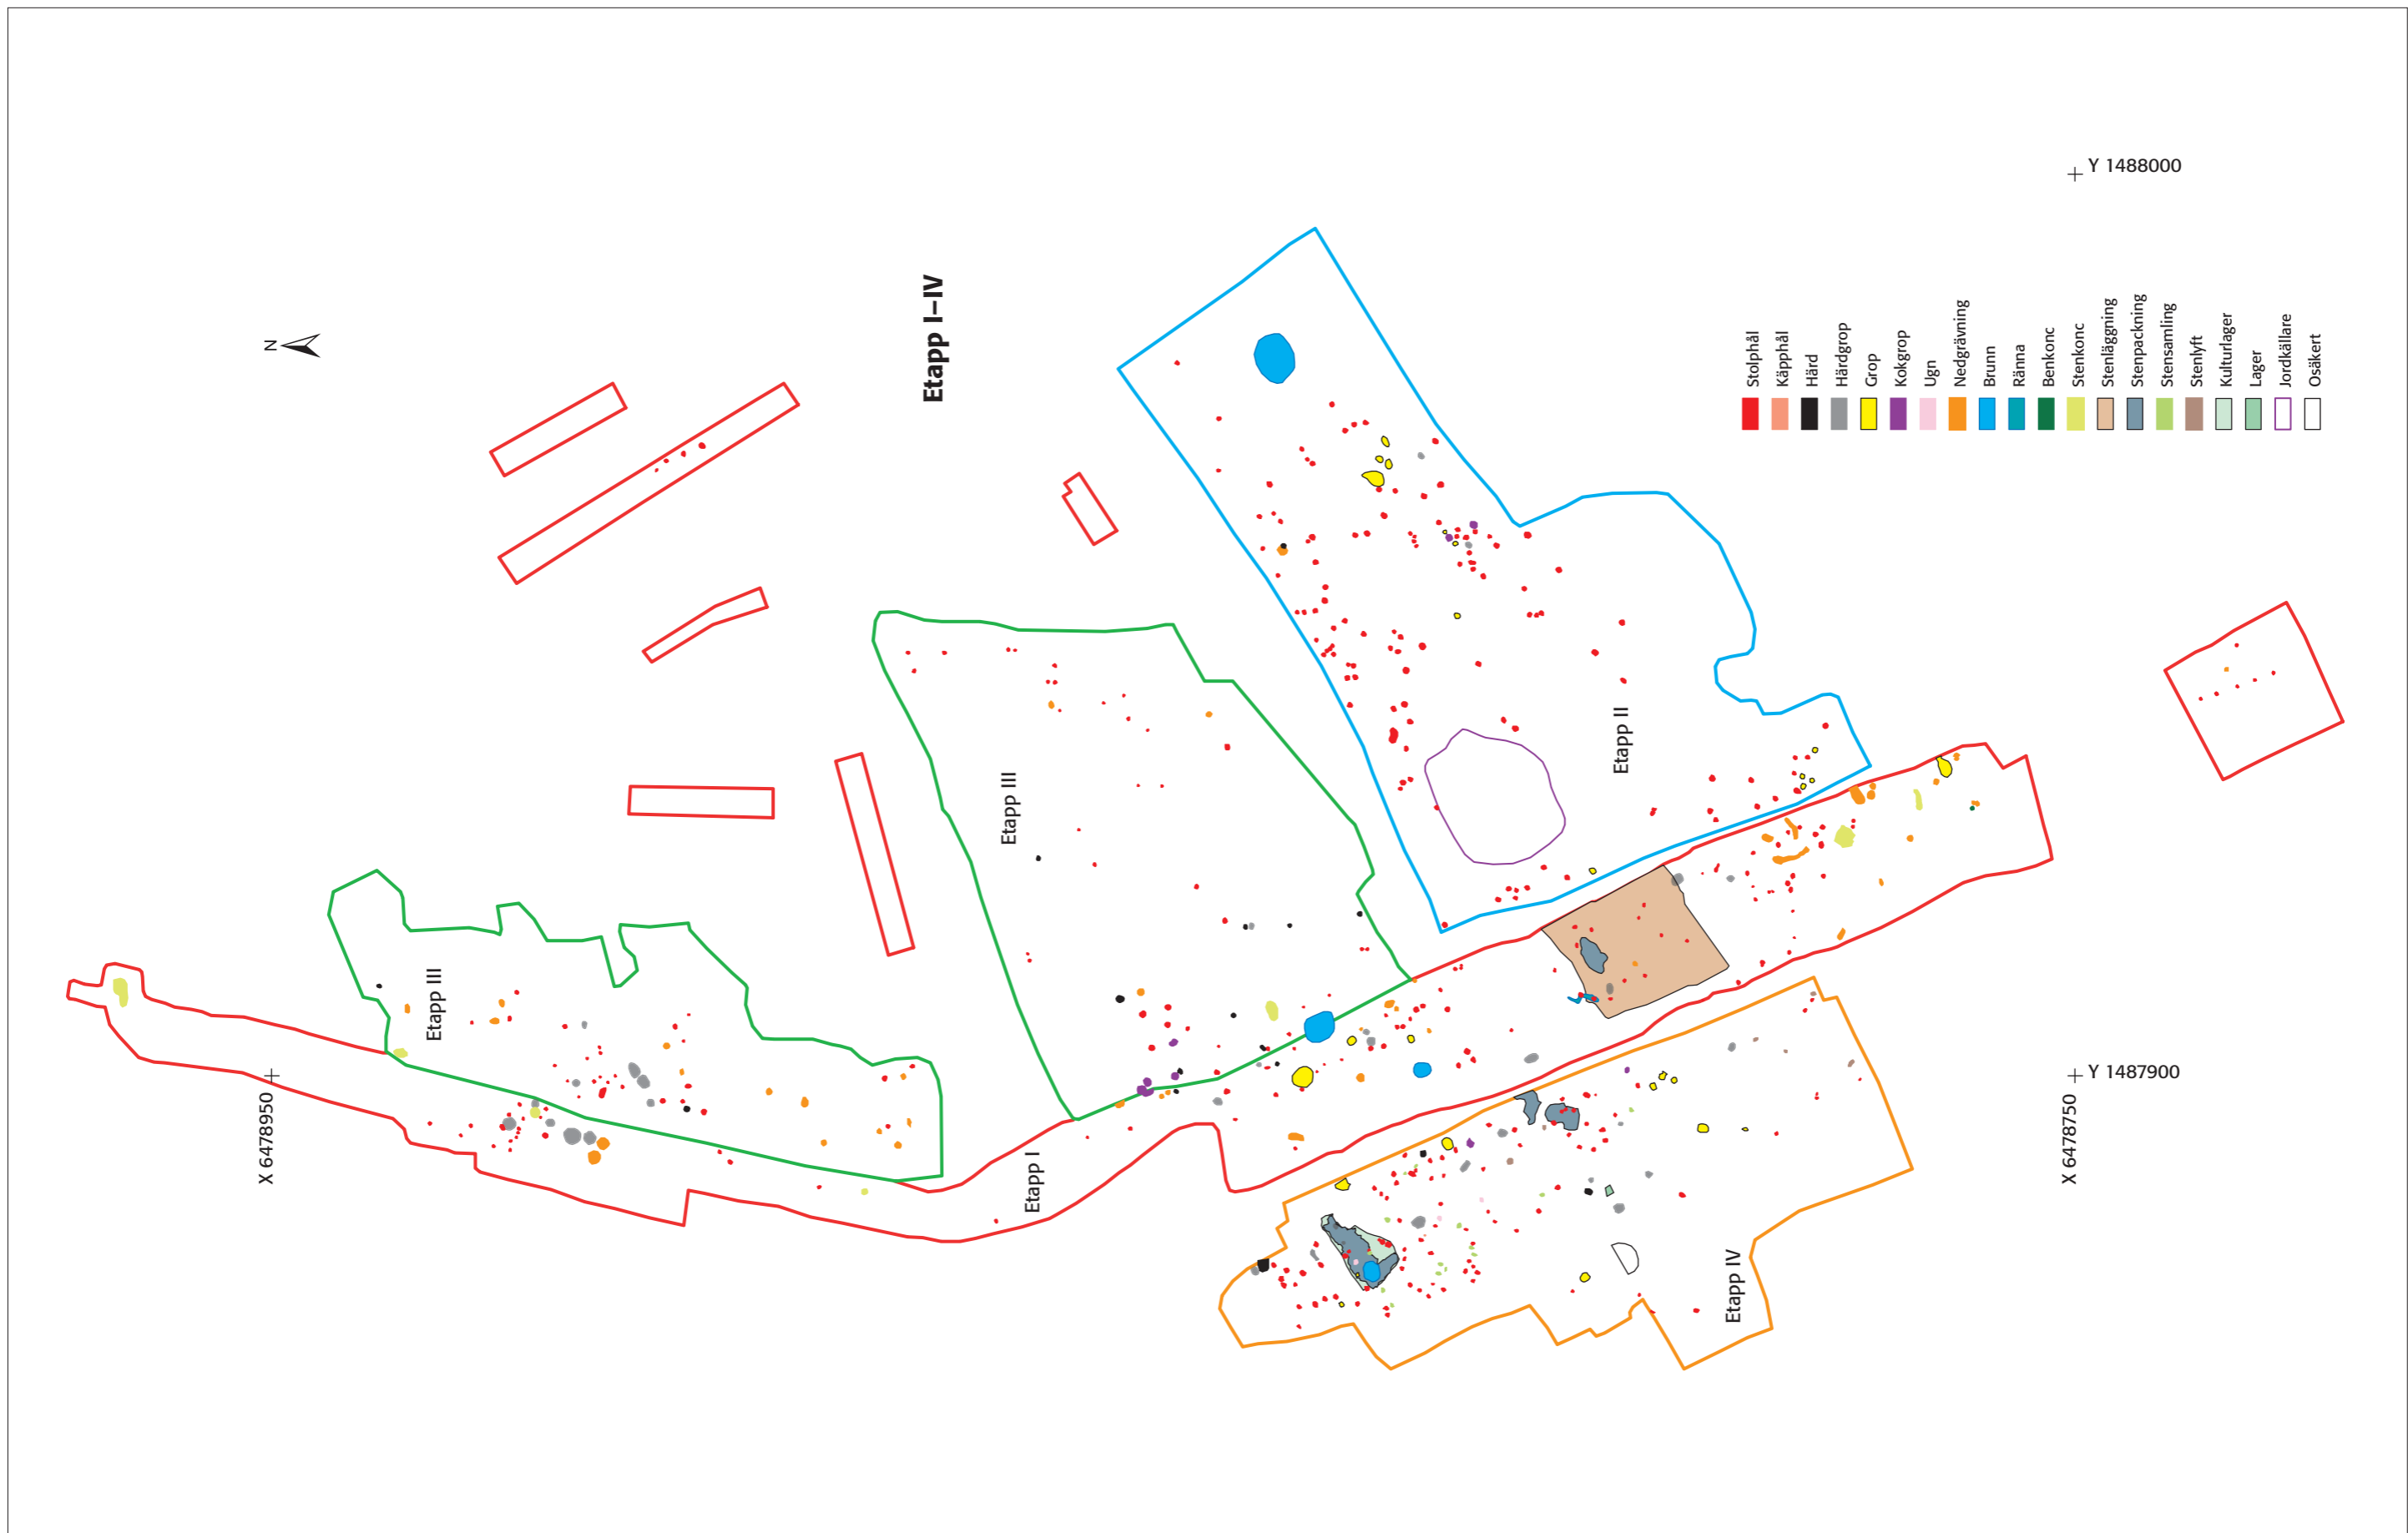 Etapp I–IV
N
Y 1488000
Stolphål
Käpphål
Härd
Härdgrop
Grop
Kokgrop
Ugn
Nedgrävning
Brunn
Ränna
Benkonc
Stenkonc
Stenläggning
Stenpackning
Stensamling
Stenlyft
Kulturlager
Lager
Jordkällare
Osäkert
Etapp II
Etapp III
Etapp III
Etapp I
Etapp IV
X 6478950
Y 1487900
X 6478750